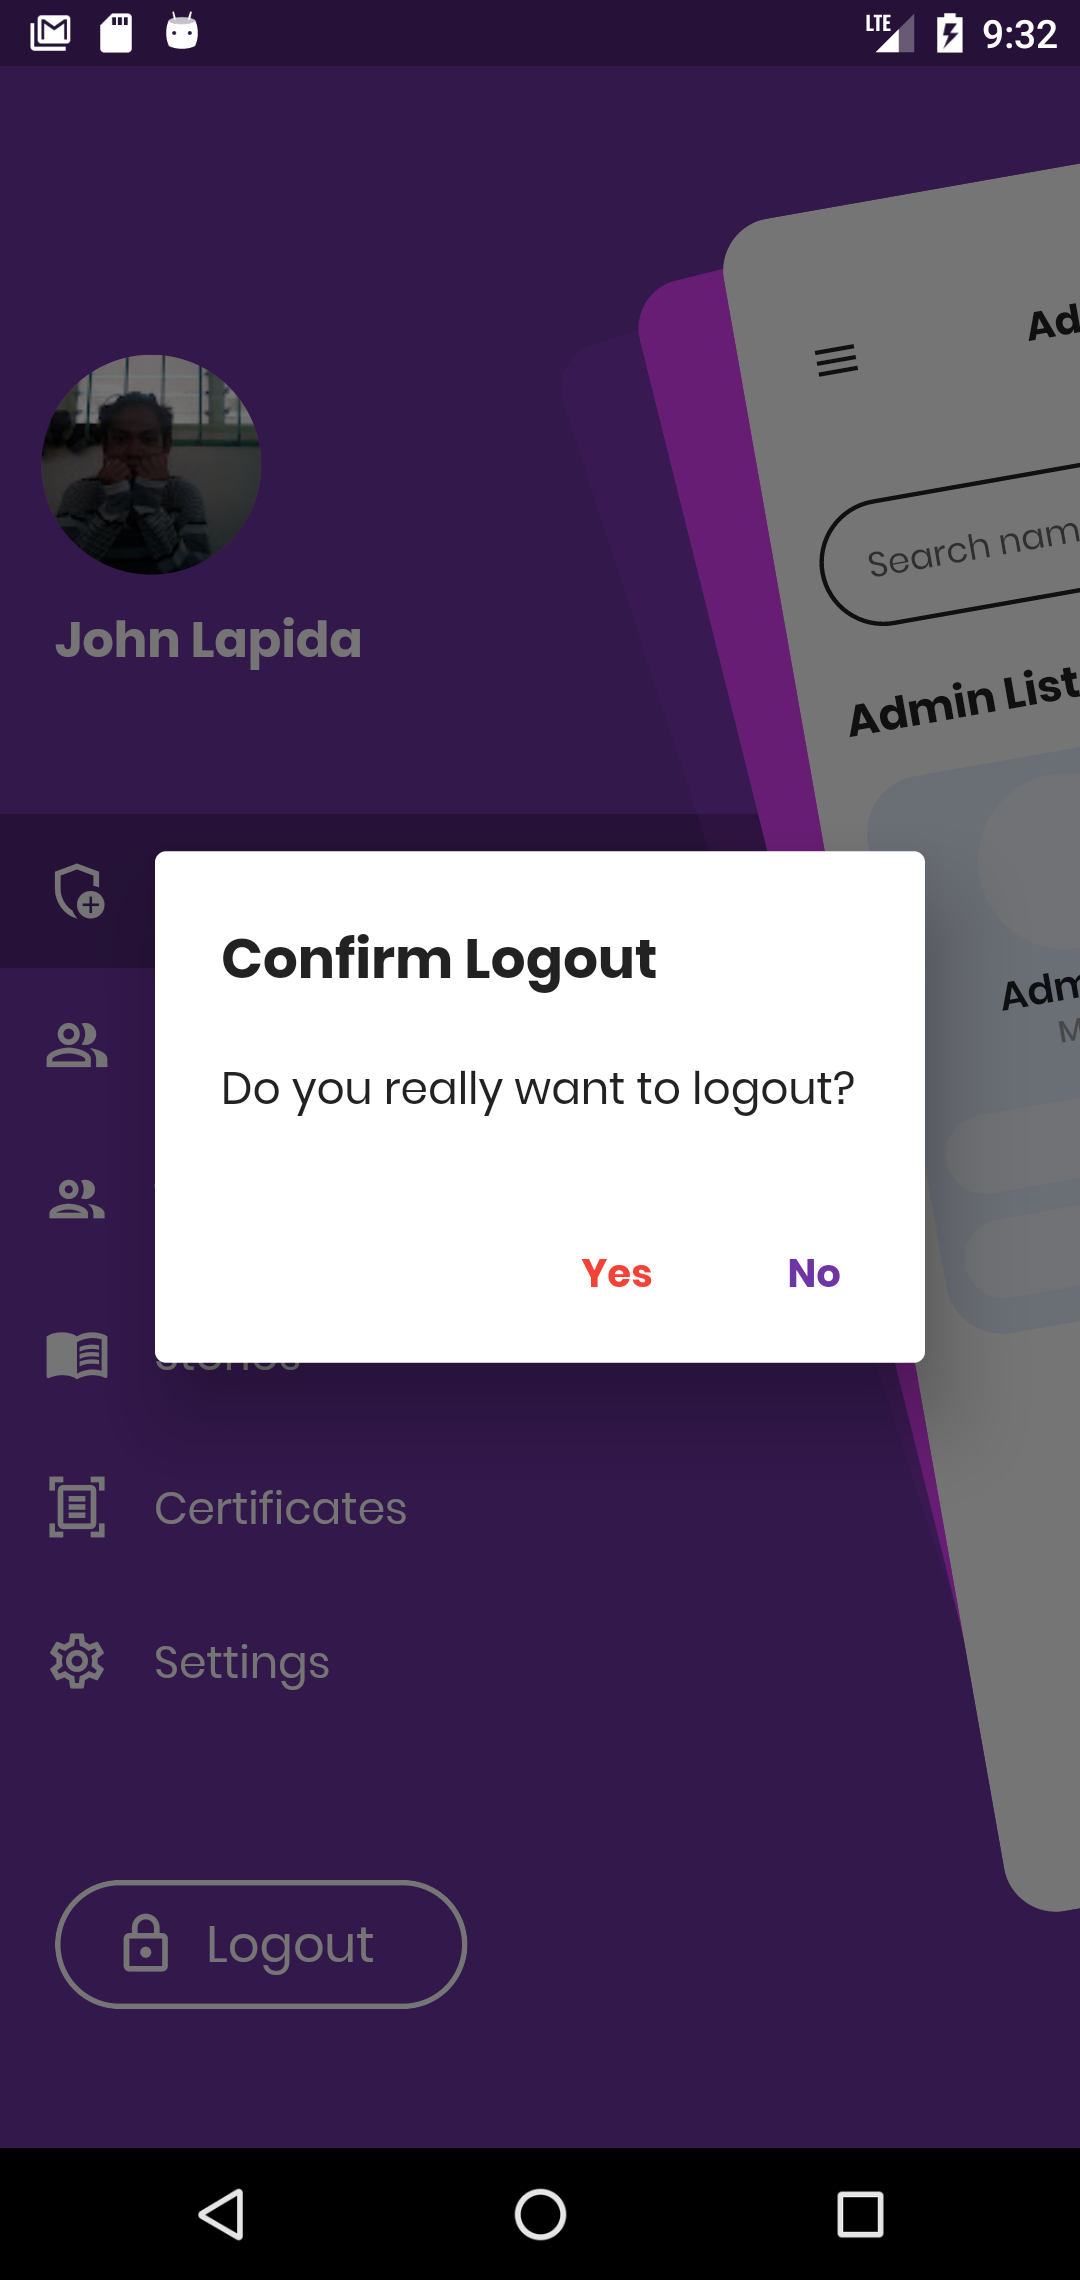 LTE 9:32
Ad
Search nam
John Lapida
Admin List
Confirm Logout
Adm
M
Do you really want to logout?
Yes No
Stories
Certificates
Settings
Logout